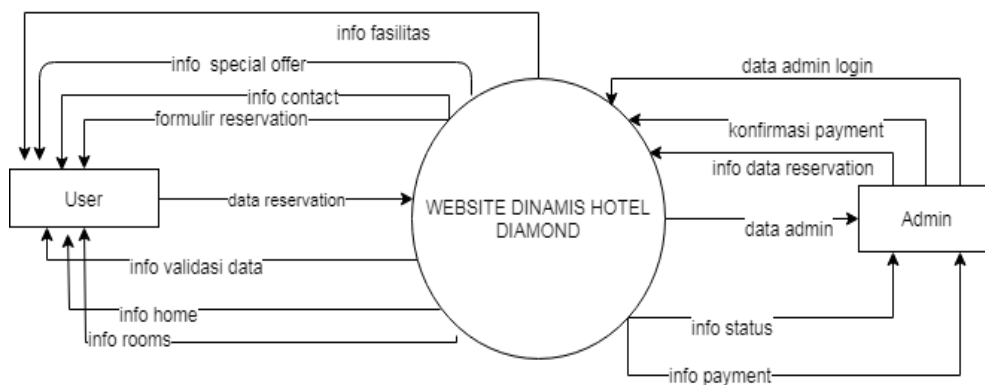 info fasilitas
info special offer
info contact
formulir reservation
User
data reservation
info validasi data
info home
info rooms
WEBSITE DINAMIS HOTEL
DIAMOND
data admin login
konfirmasi payment
info data reservation
Admin
data admin
info status
info payment